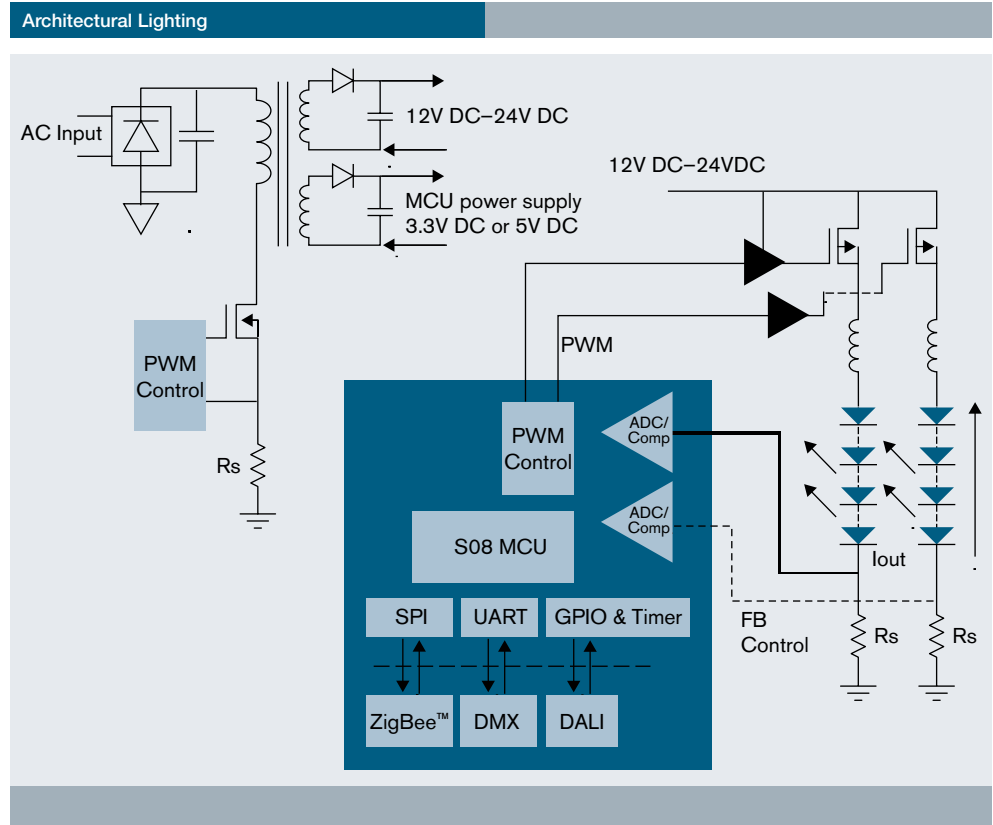 Architectural Lighting
AC Input
12V DC–24V DC
MCU power supply
3.3V DC or 5V DC
12V DC–24VDC
PWM
Control
Rs
PWM
PWM
Control
ADC/
Comp
ADC/
Comp
S08 MCU
Iout
FB
Control
Rs
Rs
SPI
UART
GPIO & Timer
ZigBee™
DMX
DALI